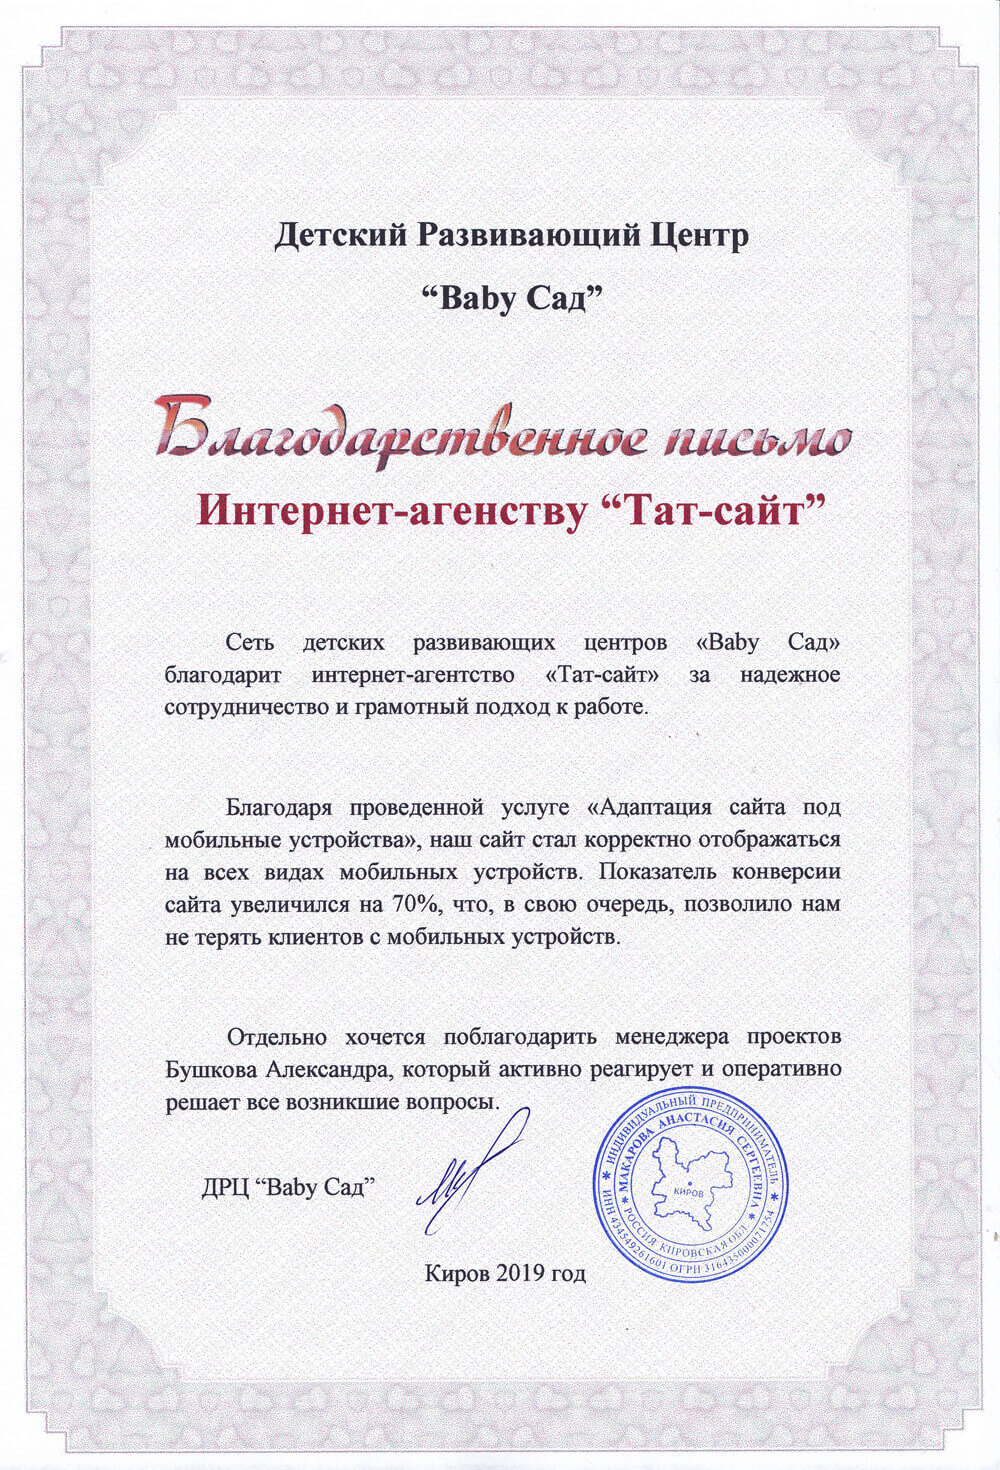 Детский Развивающий Центр
“Baby Сад”
Благодарственное письмо
Интернет-агенству “Тат-сайт”
Сеть детских развивающих центров «Baby Сад»
благодарит интернет-агентство «Тат-сайт» за надежное
сотрудничество и грамотный подход к работе.
Благодаря проведенной услуге «Адаптация сайта под
мобильные устройства», наш сайт стал корректно отображаться
на всех видах мобильных устройств. Показатель конверсии
сайта увеличился на 70%, что, в свою очередь, позволило нам
не терять клиентов с мобильных устройств.
Отдельно хочется поблагодарить менеджера проектов
Бушкова Александра, который активно реагирует и оперативно
решает все возникшие вопросы.
ДРЦ “Baby Сад”
ИНДИВИДУАЛЬНЫЙ ПРЕДПРИНИМАТЕЛЬ
ИНН 434549261601 ОГРН 316435000071754
МАКАРОВА АНАСТАСИЯ СЕРГЕЕВНА
РОССИЯ КИРОВСКАЯ ОБЛ
КИРОВ
Киров 2019 год